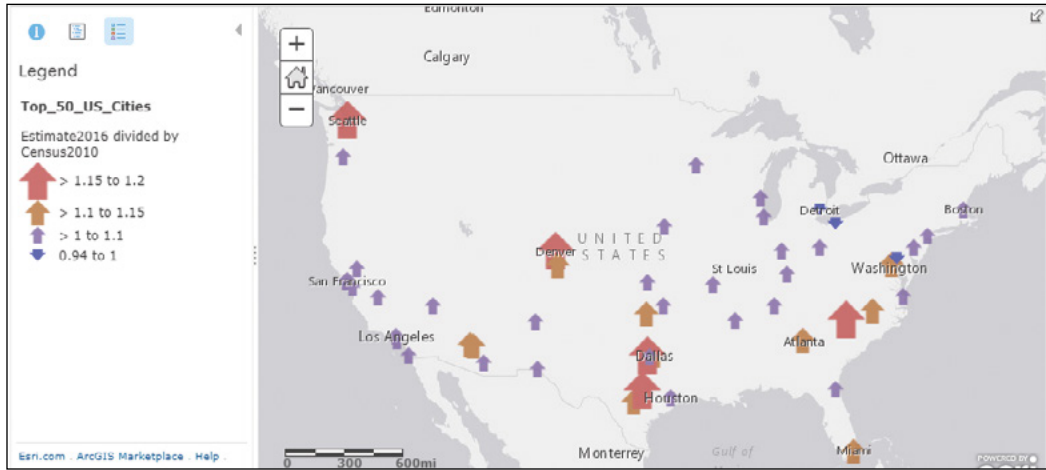 Legend
Top_50_US_Cities
Estimate2016 divided by
Census2010
> 1.15 to 1.2
> 1.1 to 1.15
> 1 to 1.1
0.94 to 1
Esri.com . ArcGIS Marketplace . Help .
+
−
Edmonton
Calgary
Vancouver
Seattle
Ottawa
Detroit
Boston
UNITED
STATES
Denver
St Louis
Washington
San Francisco
Los Angeles
Atlanta
Dallas
Houston
Miami
Monterrey
Gulf of
0 300 600mi
POWERED BY